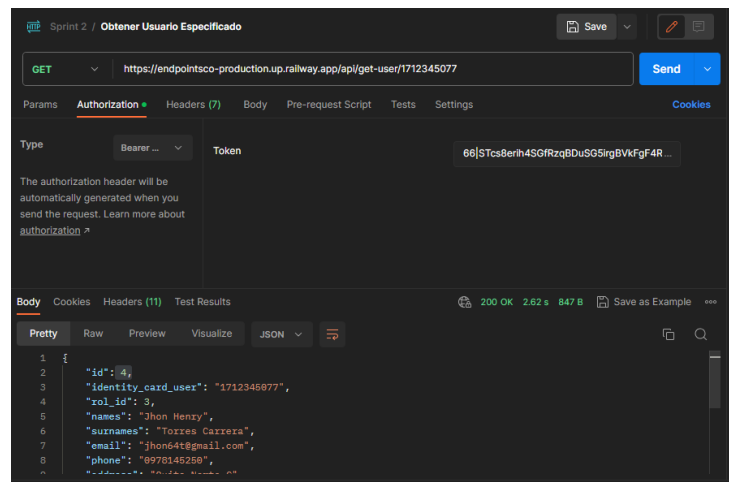 HTTP Sprint 2 / Obtener Usuario Especificado Save
GET https://endpointsco-production.up.railway.app/api/get-user/1712345077 Send
Params Authorization Headers (7) Body Pre-request Script Tests Settings Cookies
Type Bearer ... Token 66|STcs8erih4SGfRzqBDuSG5irgBVkFgF4R...
The authorization header will be
automatically generated when you
send the request. Learn more about
authorization ↗
Body Cookies Headers (11) Test Results 200 OK 2.62 s 847 B Save as Example
Pretty Raw Preview Visualize JSON
1 {
2 "id": 4,
3 "identity_card_user": "1712345077",
4 "rol_id": 3,
5 "names": "Jhon Henry",
6 "surnames": "Torres Carrera",
7 "email": "jhon64t@gmail.com",
8 "phone": "0978145250",